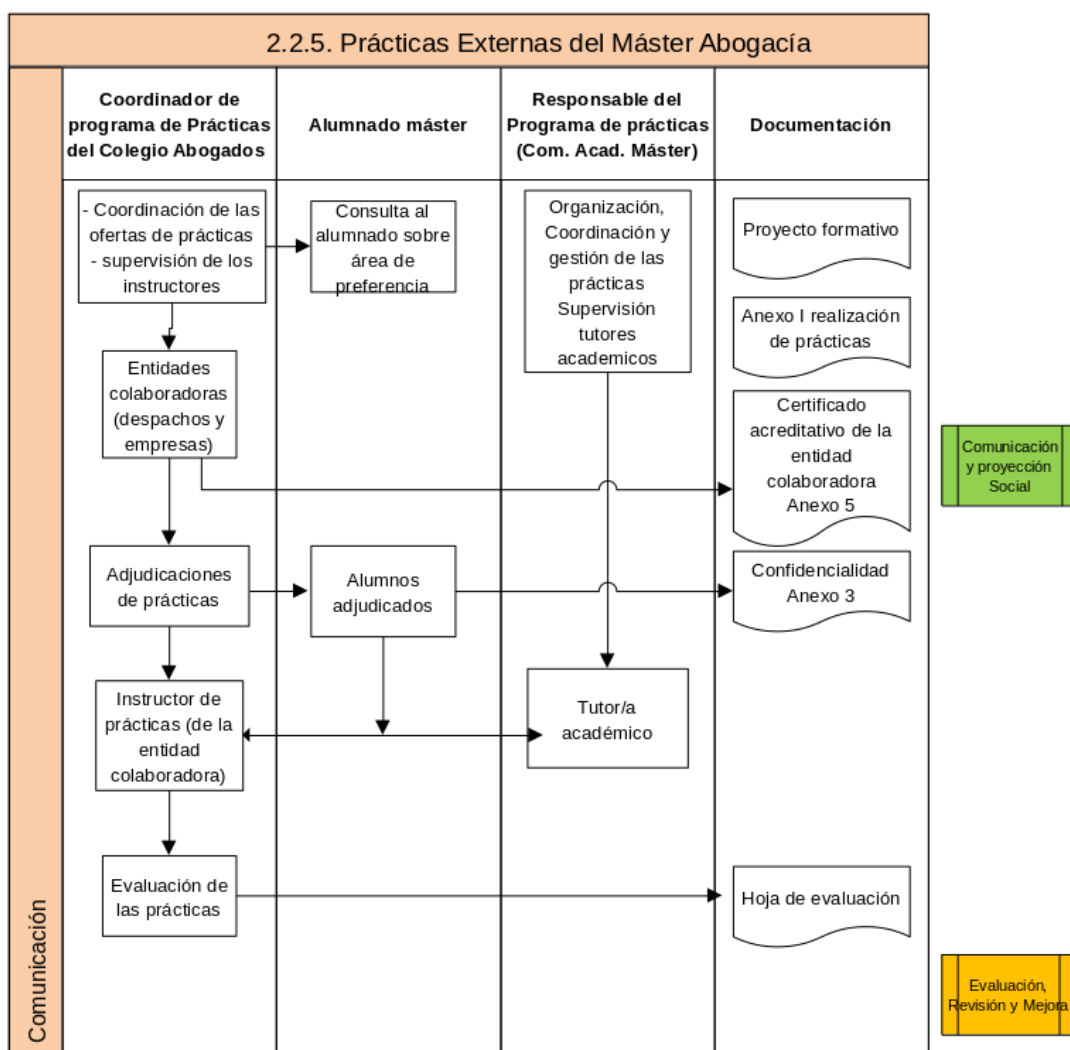 2.2.5. Prácticas Externas del Máster Abogacía
Coordinador de
programa de Prácticas
del Colegio Abogados
Alumnado máster
Responsable del
Programa de prácticas
(Com. Acad. Máster)
Documentación
- Coordinación de las
ofertas de prácticas
- supervisión de los
instructores
Consulta al
alumnado sobre
área de
preferencia
Organización,
Coordinación y
gestión de las
prácticas
Supervisión
tutores
academicos
Proyecto formativo
Anexo I realización
de prácticas
Entidades
colaboradoras
(despachos y
empresas)
Certificado
acreditativo de la
entidad
colaboradora
Anexo 5
Comunicación
y proyección
Social
Adjudicaciones
de prácticas
Alumnos
adjudicados
Confidencialidad
Anexo 3
Instructor de
prácticas (de la
entidad
colaboradora)
Tutor/a
académico
Evaluación de
las prácticas
Hoja de evaluación
Comunicación
Evaluación,
Revisión y Mejora